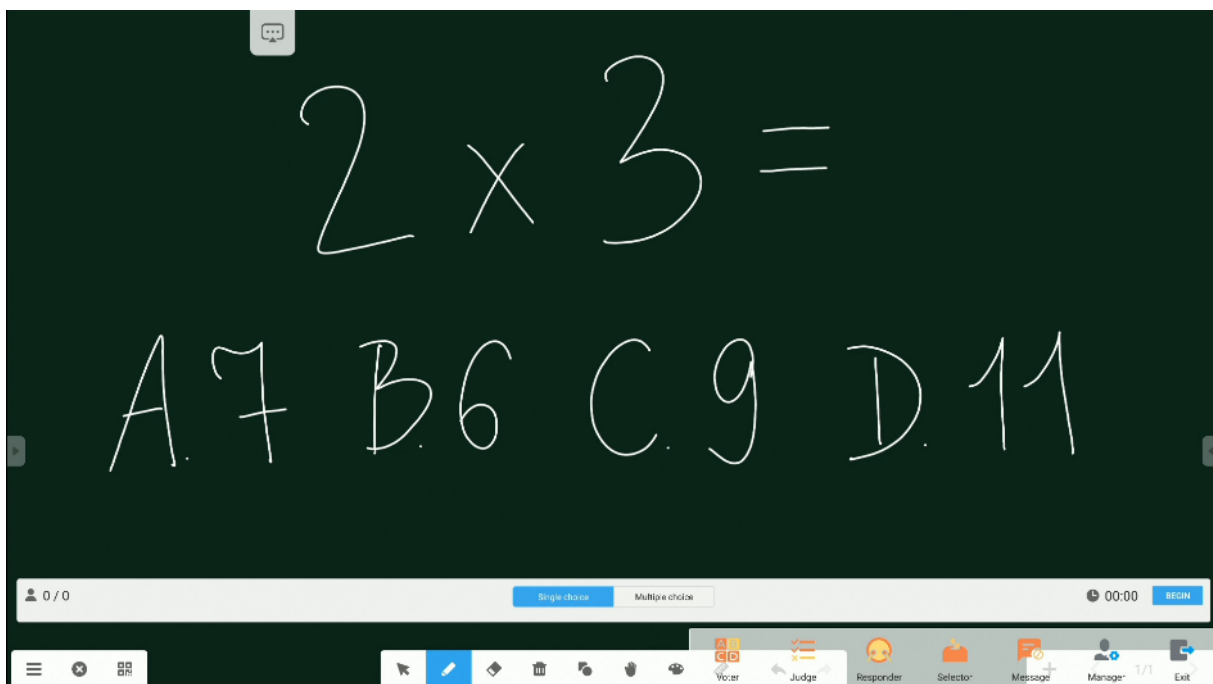 2 x 3 =
A. 7 B. 6 C. 9 D. 11
0 / 0 Single choice Multiple choice 00:00 BEGIN
A B C D
Voter Judge Responder Selector Message Manager 1/1 Exit